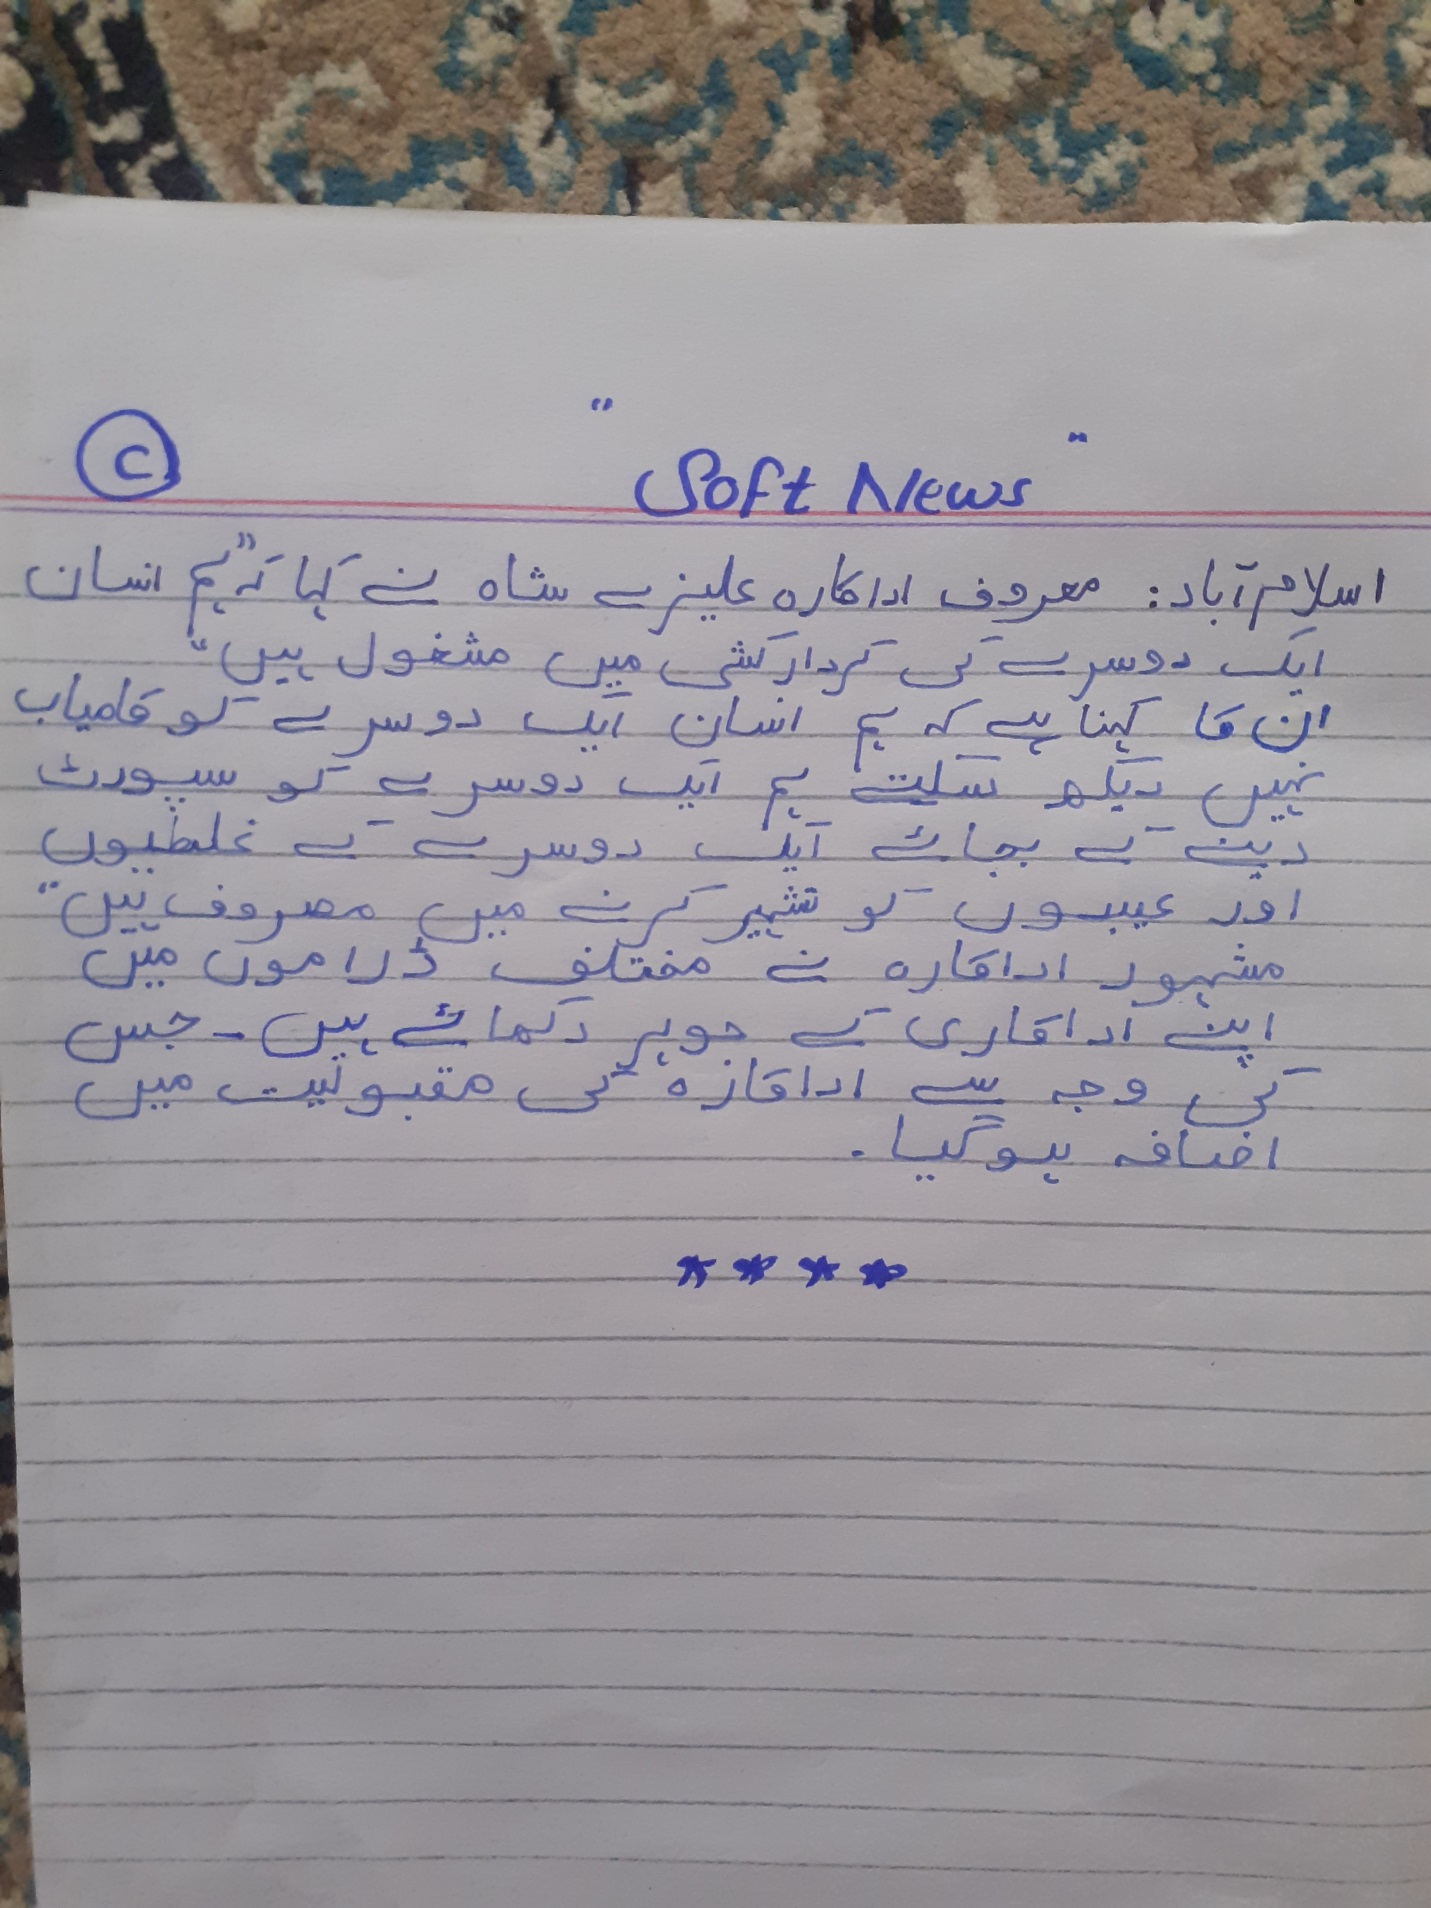 "Soft News"
C
اسلام آباد: معروف اداکارہ علیزے شاہ نے کہا کہ "ہم انسان
ایک دوسرے کی کردار کشی میں مشغول ہیں"
ان کا کہنا ہے کہ ہم انسان ایک دوسرے کو کامیاب
نہیں دیکھ سکتے ہم ایک دوسرے کو سپورٹ
دینے کے بجائے ایک دوسرے کے غلطیوں
اور عیبوں کو تشہیر کرنے میں مصروف ہیں"
مشہور اداکارہ نے مختلف ڈراموں میں
اپنے اداکاری کے جوہر دکھائے ہیں۔ جس
کی وجہ سے اداکارہ کی مقبولیت میں
اضافہ ہوگیا.
****